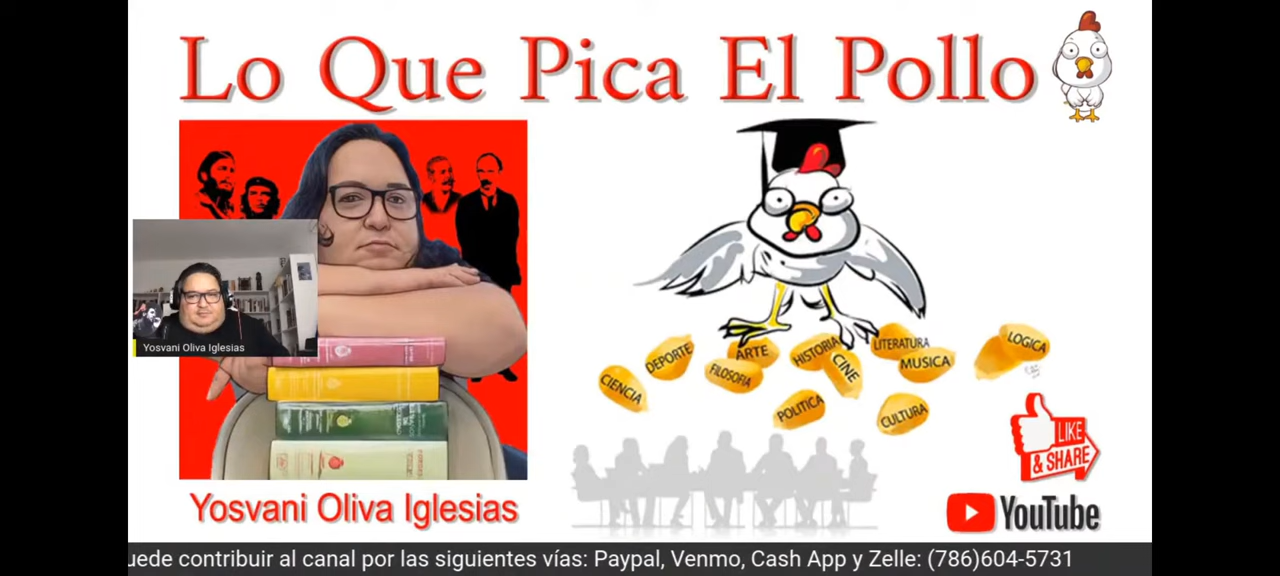 Lo Que Pica El Pollo
Yosvani Oliva Iglesias
CIENCIA
DEPORTE
ARTE
FILOSOFIA
HISTORIA
CINE
LITERATURA
MUSICA
LOGICA
POLITICA
CULTURA
LIKE
& SHARE
Yosvani Oliva Iglesias
YouTube
uede contribuir al canal por las siguientes vías: Paypal, Venmo, Cash App y Zelle: (786)604-5731